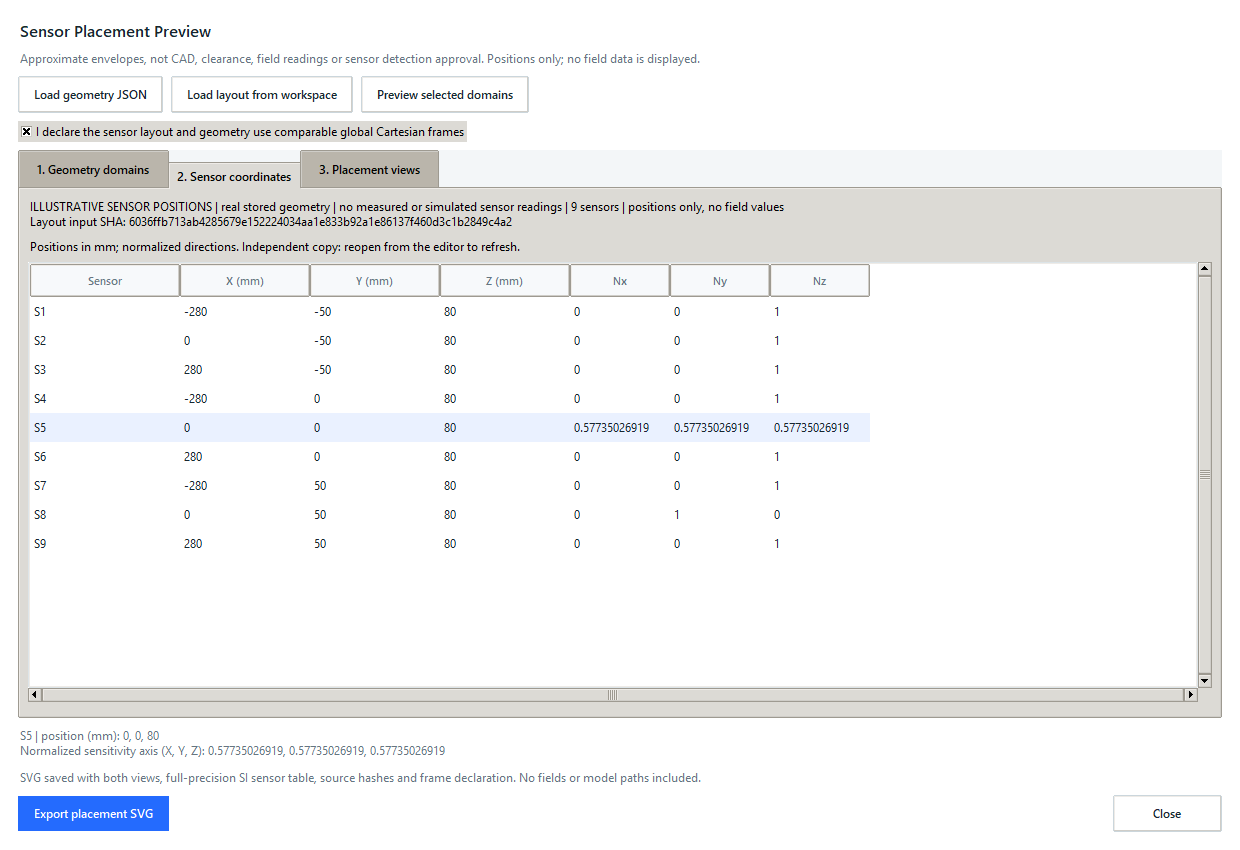 Sensor Placement Preview
Approximate envelopes, not CAD, clearance, field readings or sensor detection approval. Positions only; no field data is displayed.
Load geometry JSON Load layout from workspace Preview selected domains
I declare the sensor layout and geometry use comparable global Cartesian frames
1. Geometry domains 2. Sensor coordinates 3. Placement views
ILLUSTRATIVE SENSOR POSITIONS | real stored geometry | no measured or simulated sensor readings | 9 sensors | positions only, no field values
Layout input SHA: 6036ffb713ab4285679e152224034aa1e833b92a1e86137f460d3c1b2849c4a2
Positions in mm; normalized directions. Independent copy: reopen from the editor to refresh.
Sensor X (mm) Y (mm) Z (mm) Nx Ny Nz
S1 -280 -50 80 0 0 1
S2 0 -50 80 0 0 1
S3 280 -50 80 0 0 1
S4 -280 0 80 0 0 1
S5 0 0 80 0.57735026919 0.57735026919 0.57735026919
S6 280 0 80 0 0 1
S7 -280 50 80 0 0 1
S8 0 50 80 0 1 0
S9 280 50 80 0 0 1
S5 | position (mm): 0, 0, 80
Normalized sensitivity axis (X, Y, Z): 0.57735026919, 0.57735026919, 0.57735026919
SVG saved with both views, full-precision SI sensor table, source hashes and frame declaration. No fields or model paths included.
Export placement SVG Close